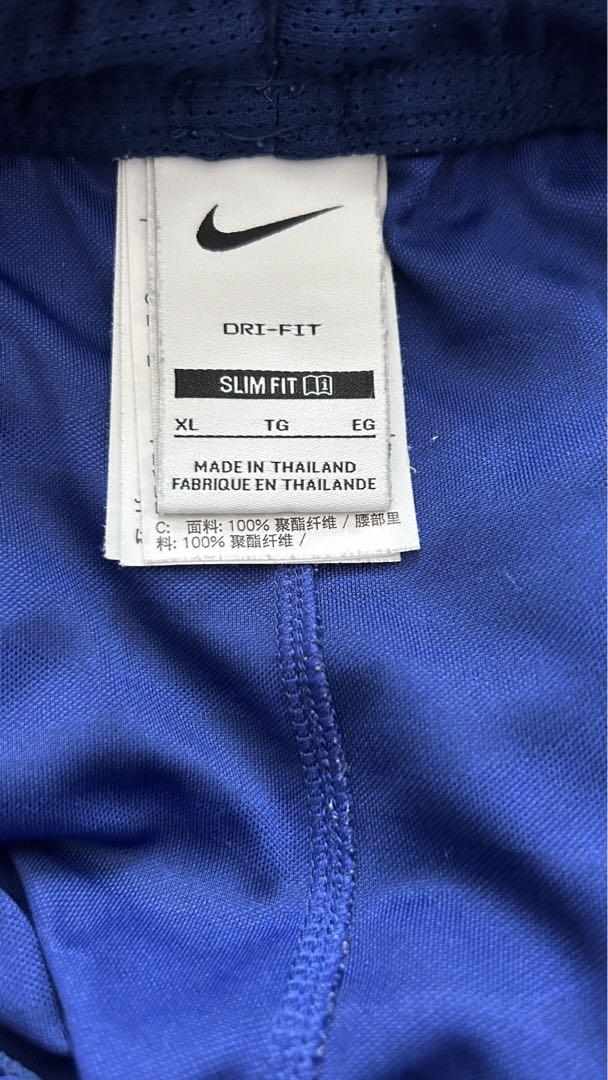 DRI-FIT
SLIM FIT
XL TG EG
MADE IN THAILAND
FABRIQUE EN THAILANDE
C: 面料: 100% 聚酯纤维 / 腰部里
料: 100% 聚酯纤维 /